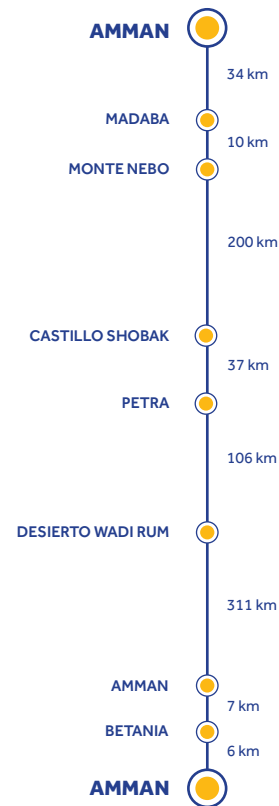 AMMAN
34 km
MADABA
10 km
MONTE NEBO
200 km
CASTILLO SHOBAK
37 km
PETRA
106 km
DESIERTO WADI RUM
311 km
AMMAN
7 km
BETANIA
6 km
AMMAN